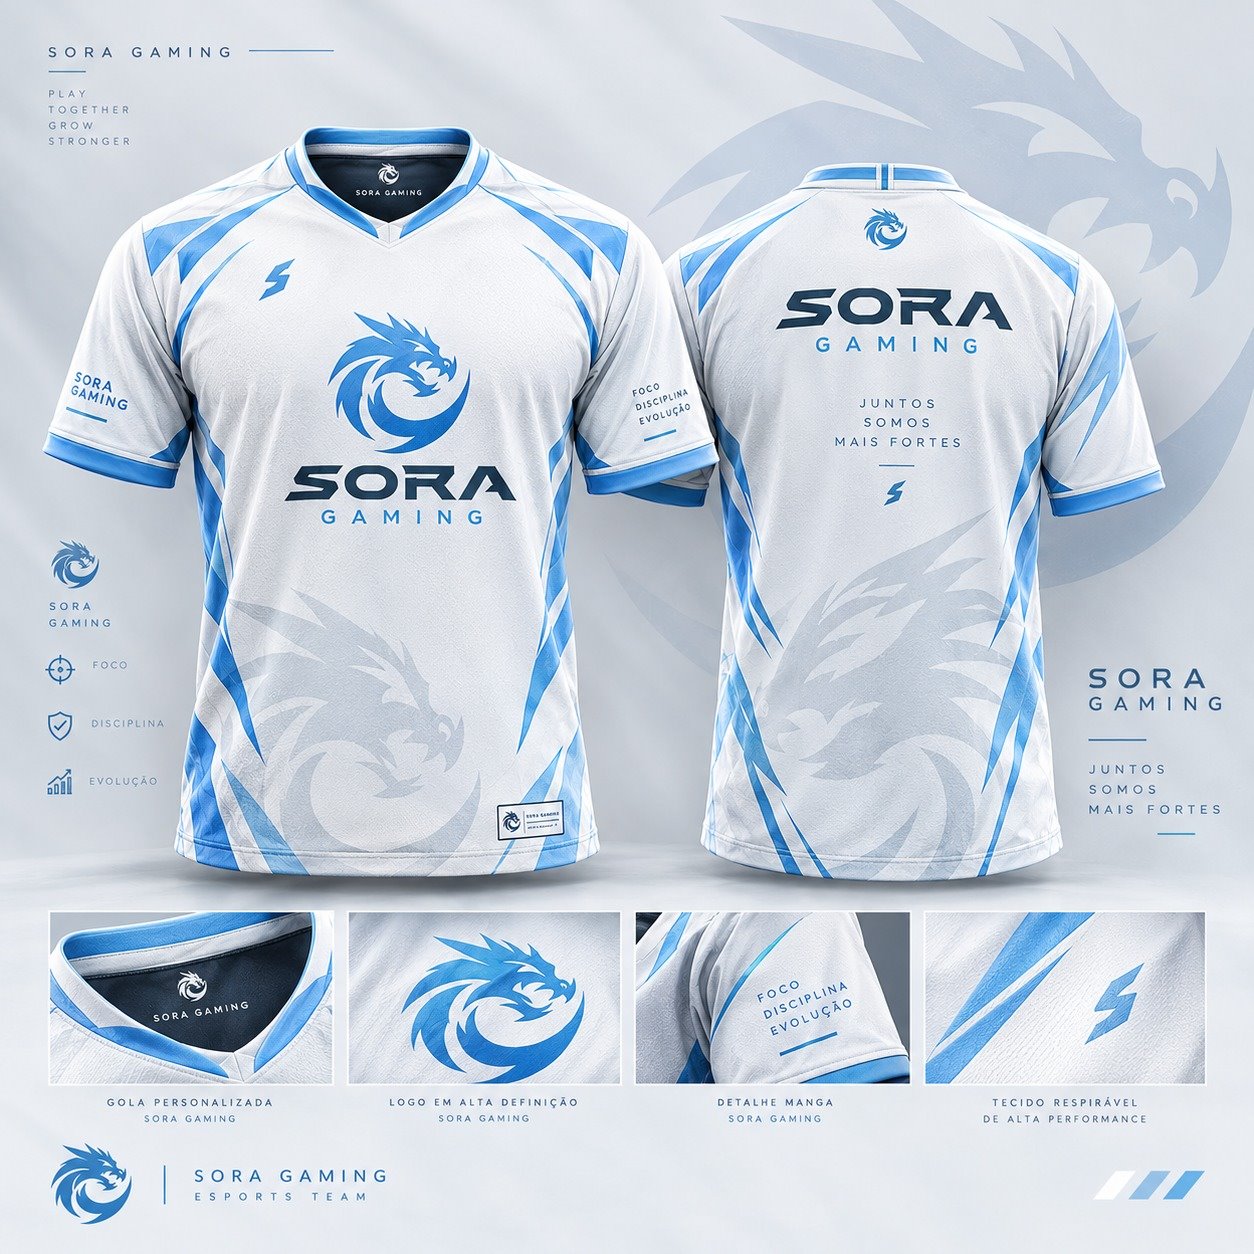 SORA GAMING
PLAY
TOGETHER
GROW
STRONGER
SORA GAMING
SORA
GAMING
FOCO
DISCIPLINA
EVOLUÇÃO
SORA
GAMING
SORA
GAMING
JUNTOS
SOMOS
MAIS FORTES
SORA
GAMING
FOCO
DISCIPLINA
EVOLUÇÃO
SORA GAMING
SORA
GAMING
JUNTOS
SOMOS
MAIS FORTES
SORA GAMING
FOCO
DISCIPLINA
EVOLUÇÃO
GOLA PERSONALIZADA
SORA GAMING
LOGO EM ALTA DEFINIÇÃO
SORA GAMING
DETALHE MANGA
SORA GAMING
TECIDO RESPIRÁVEL
DE ALTA PERFORMANCE
SORA GAMING
ESPORTS TEAM